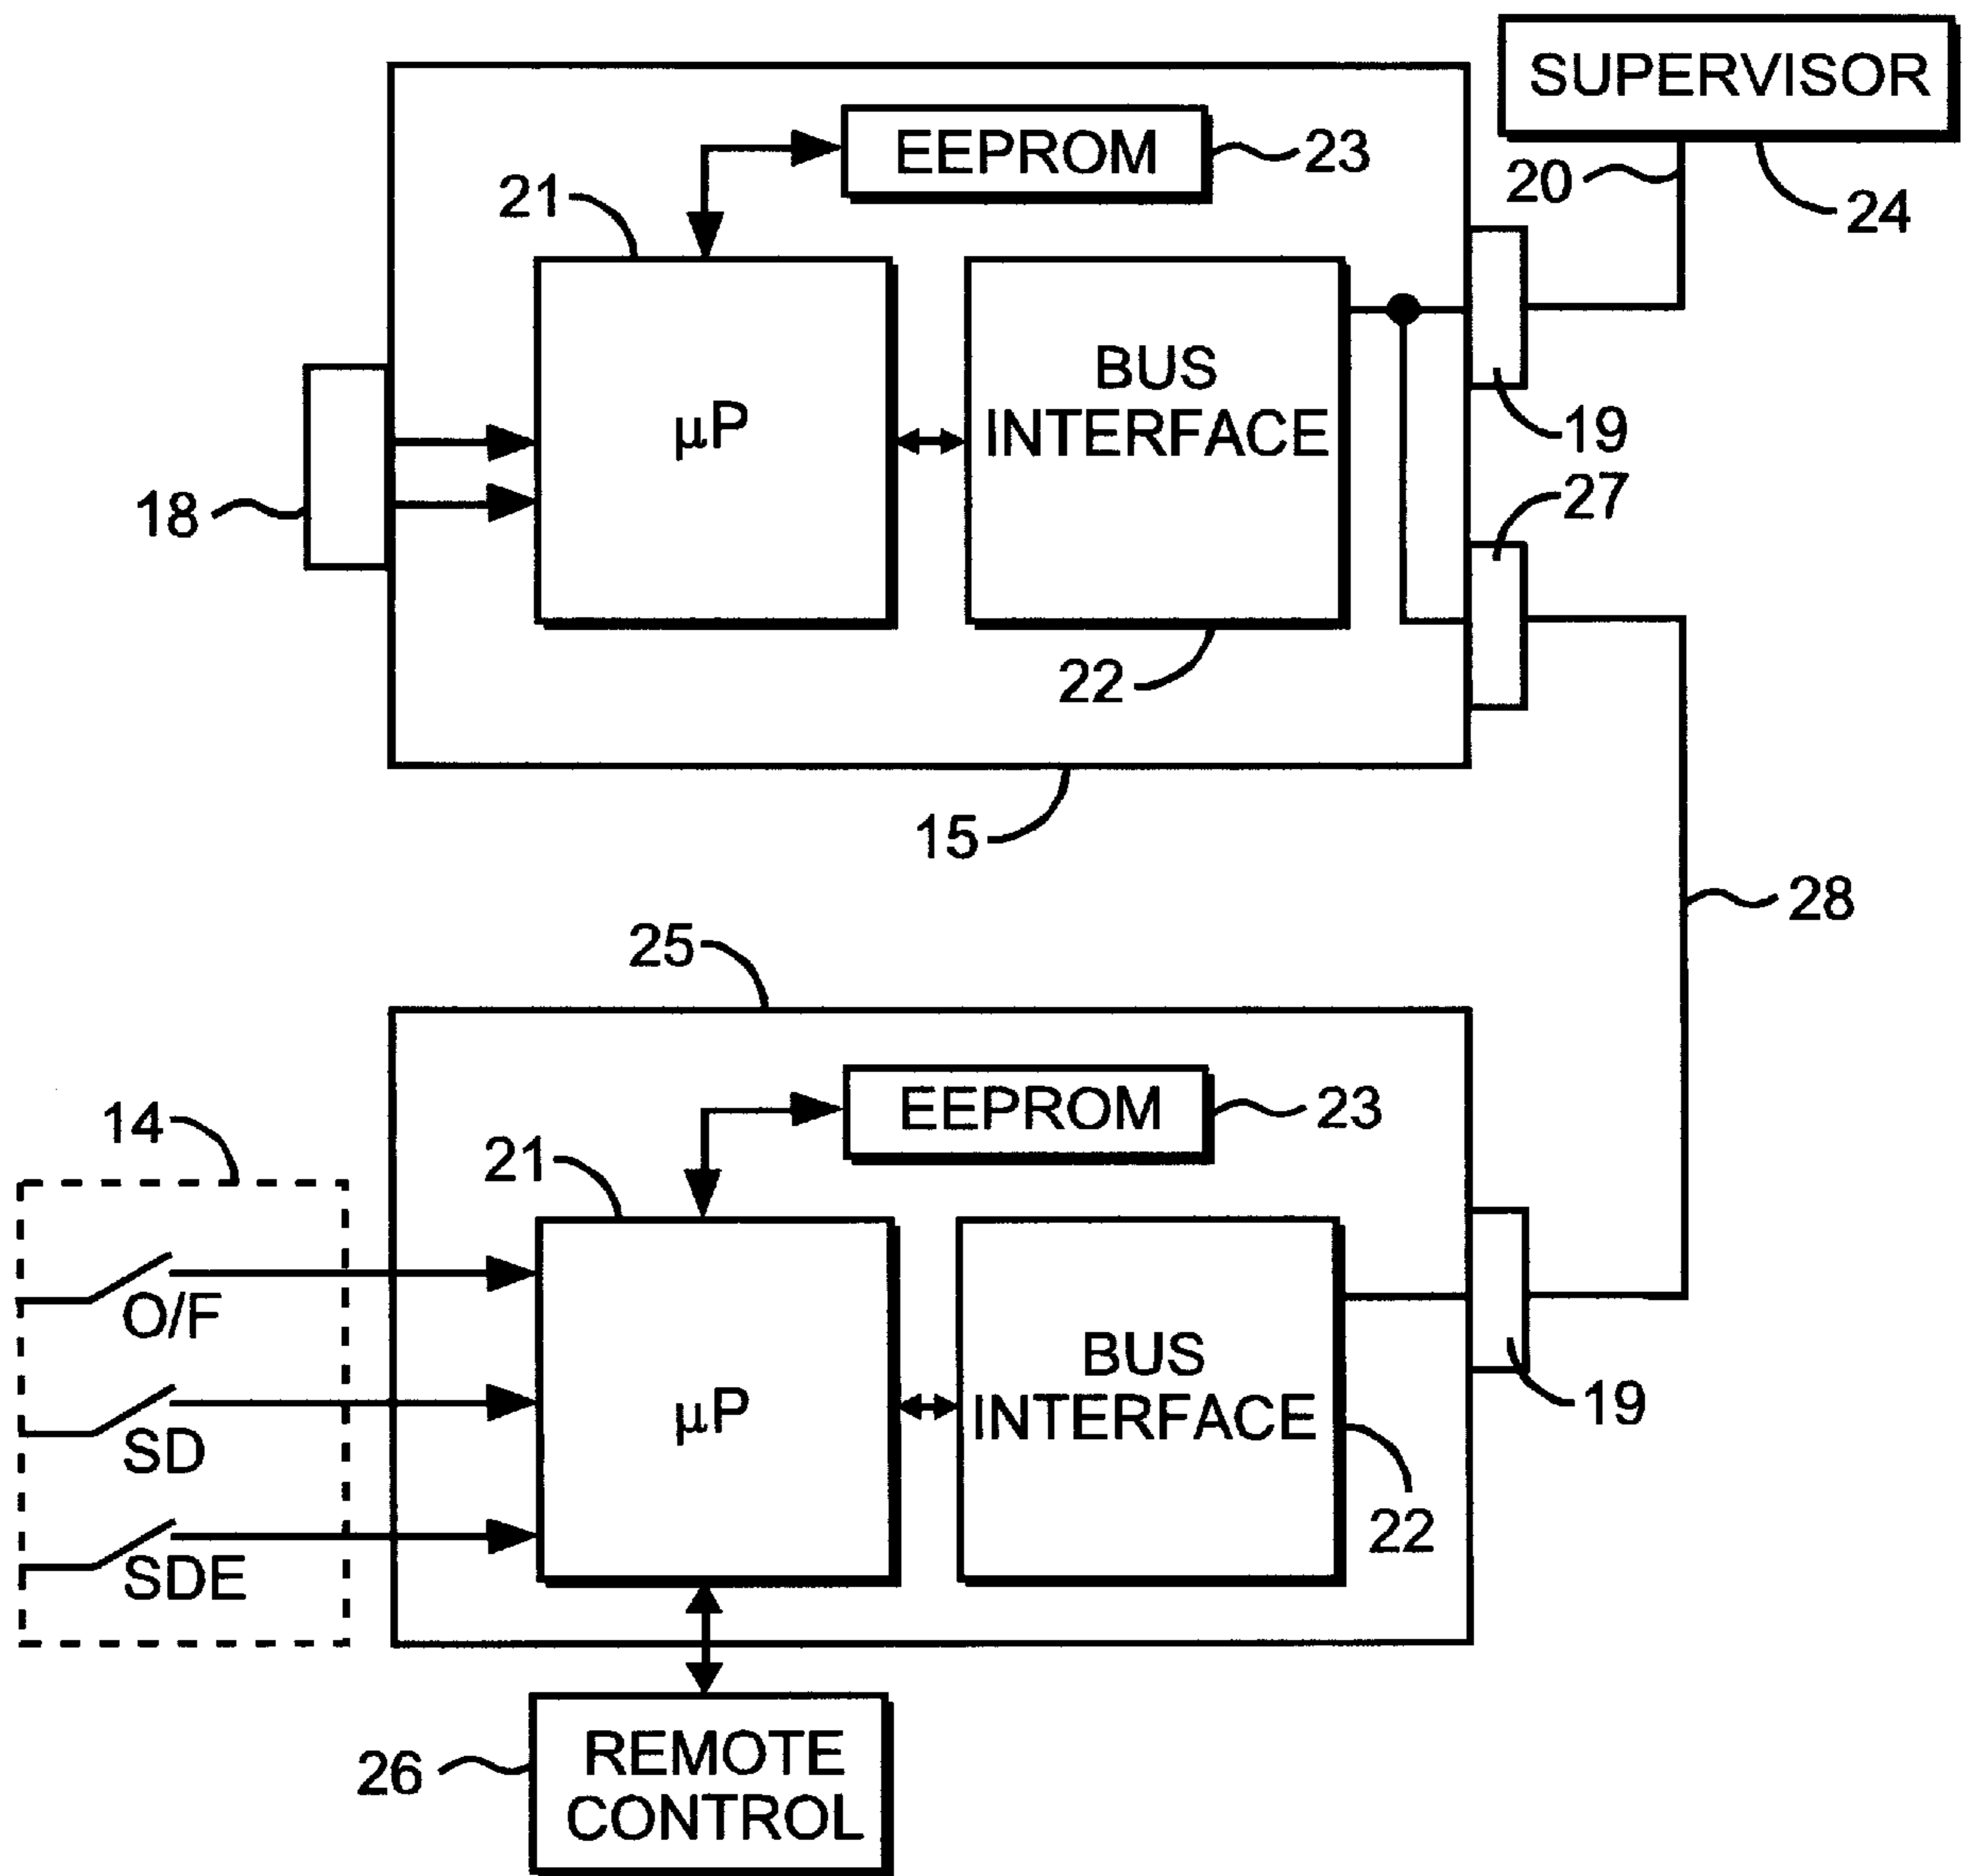 SUPERVISOR
EEPROM
23
20
24
21
BUS
INTERFACE
µP
19
18
27
22
15
28
25
EEPROM
23
14
21
O/F
BUS
INTERFACE
µP
19
SD
22
SDE
26
REMOTE
CONTROL